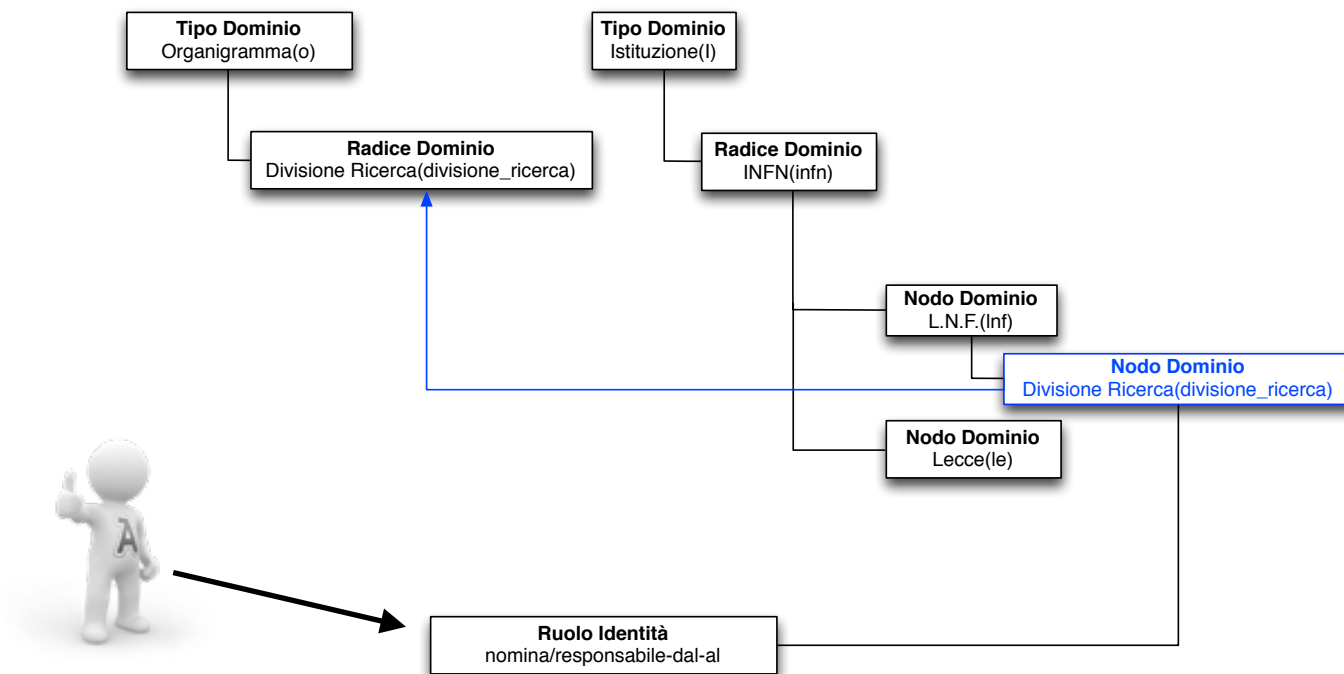 Tipo Dominio
Organigramma(o)
Tipo Dominio
Istituzione(I)
Radice Dominio
Divisione Ricerca(divisione_ricerca)
Radice Dominio
INFN(infn)
Nodo Dominio
L.N.F.(lnf)
Nodo Dominio
Divisione Ricerca(divisione_ricerca)
Nodo Dominio
Lecce(le)
A
Ruolo Identità
nomina/responsabile-dal-al